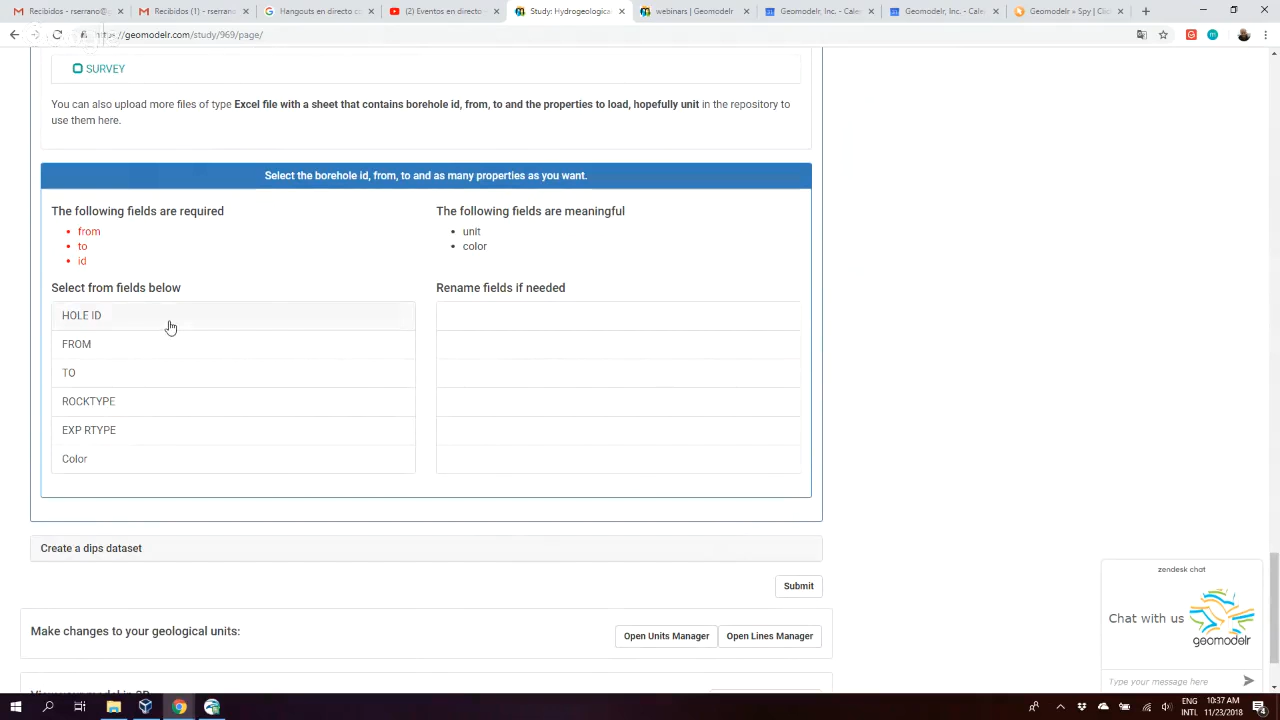 Recibidos - rserrano@
Recibidos (1) - rserran
Hangouts en directo co
(2) Eventos en directo
Study: Hydrogeological
webinars | Geomodelr
Geomodelr, Inc. - Cale
Geomodelr, Inc. - Cale
Geomodelr + Spy | Clic
geomodelr.com/study/969/page/
SURVEY
You can also upload more files of type Excel file with a sheet that contains borehole id, from, to and the properties to load, hopefully unit in the repository to
use them here.
Select the borehole id, from, to and as many properties as you want.
The following fields are required
from
to
id
The following fields are meaningful
unit
color
Select from fields below
HOLE ID
FROM
TO
ROCKTYPE
EXP RTYPE
Color
Rename fields if needed
Create a dips dataset
Submit
Make changes to your geological units:
Open Units Manager
Open Lines Manager
zendesk chat
Chat with us
geomodelr
Type your message here
ENG
INTL
10:37 AM
11/23/2018
4